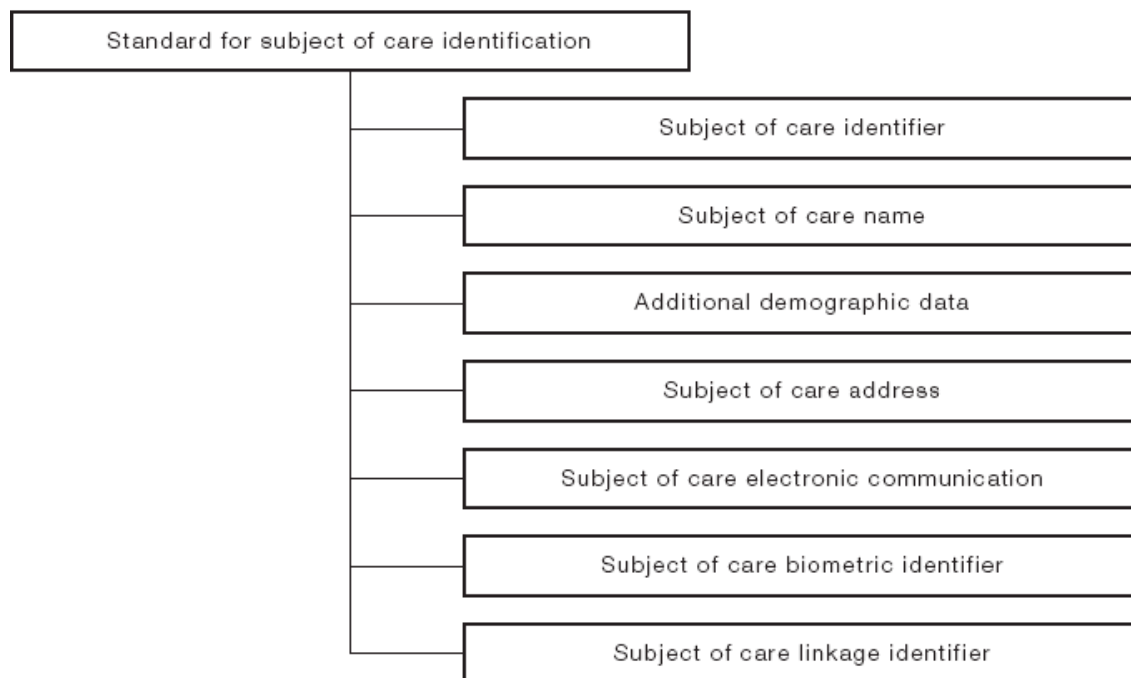 Standard for subject of care identification
Subject of care identifier
Subject of care name
Additional demographic data
Subject of care address
Subject of care electronic communication
Subject of care biometric identifier
Subject of care linkage identifier